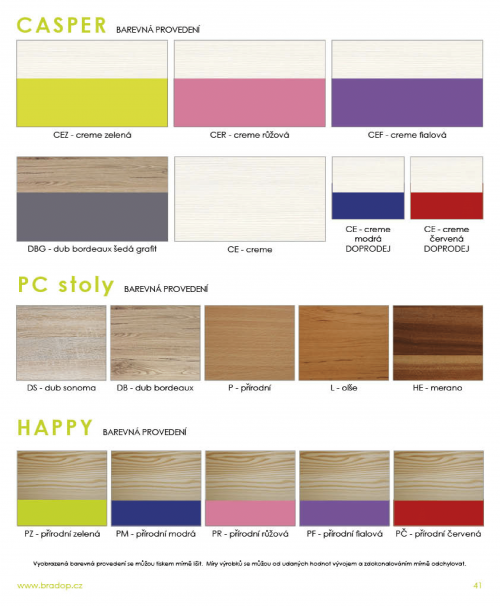 CASPER BAREVNÁ PROVEDENÍ
CEZ - creme zelená
CER - creme růžová
CEF - creme fialová
DBG - dub bordeaux šedá grafit
CE - creme
CE - creme
modrá
DOPRODEJ
CE - creme
červená
DOPRODEJ
PC stoly BAREVNÁ PROVEDENÍ
DS - dub sonoma
DB - dub bordeaux
P - přírodní
L - olše
HE - merano
HAPPY BAREVNÁ PROVEDENÍ
PZ - přírodní zelená
PM - přírodní modrá
PR - přírodní růžová
PF - přírodní fialová
PČ - přírodní červená
Vyobrazená barevná provedení se můžou tiskem mírně lišit. Míry výrobků se můžou od udaných hodnot vývojem a zdokonalováním mírně odchylovat.
www.bradop.cz
41